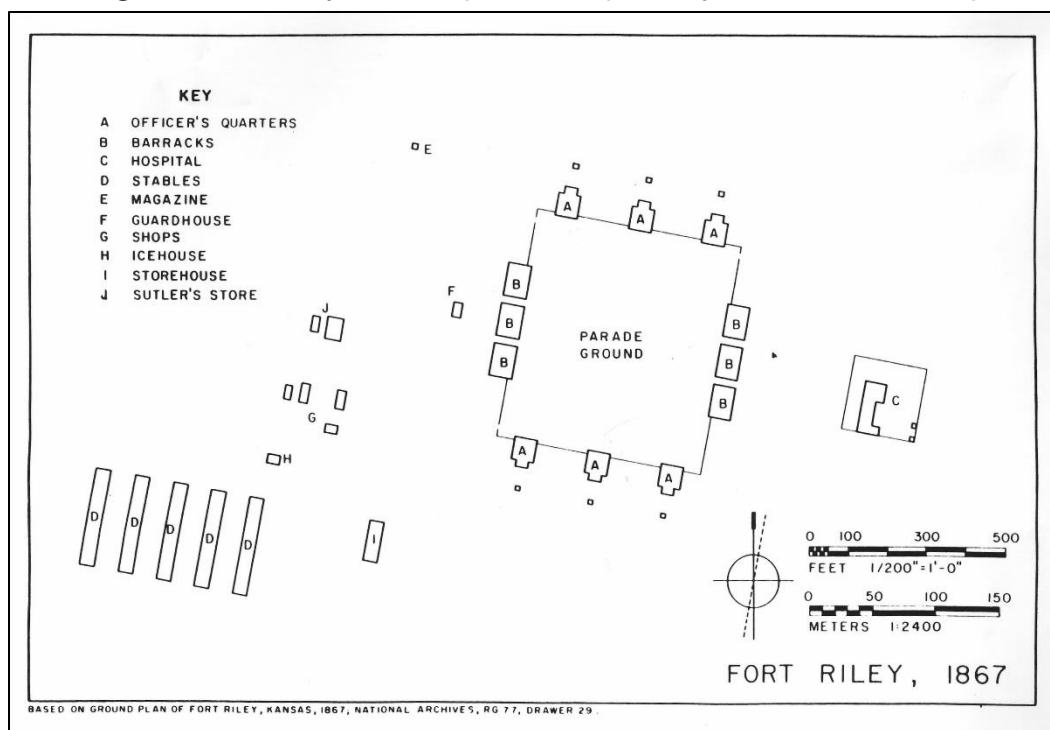 KEY
A OFFICER'S QUARTERS
B BARRACKS
C HOSPITAL
D STABLES
E MAGAZINE
F GUARDHOUSE
G SHOPS
H ICEHOUSE
I STOREHOUSE
J SUTLER'S STORE
E
A
A
A
B
F
J
B
B
PARADE
GROUND
B
B
B
B
C
G
H
A
A
A
D
D
D
D
D
I
0 100 300 500
FEET 1/200"=1'-0"
0 50 100 150
METERS 1:2400
FORT RILEY, 1867
BASED ON GROUND PLAN OF FORT RILEY, KANSAS, 1867, NATIONAL ARCHIVES, RG 77, DRAWER 29.